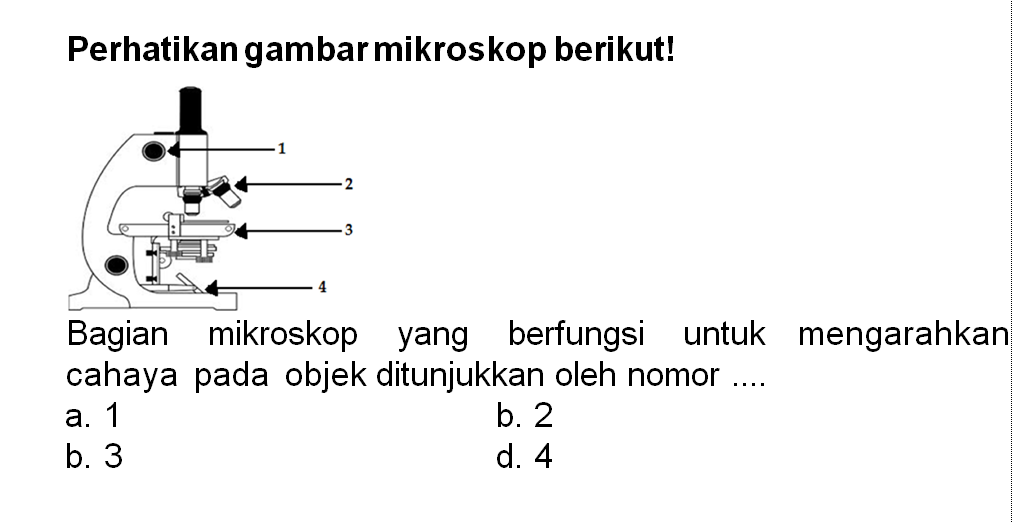 Perhatikan gambar mikroskop berikut!
1
2
3
4
Bagian mikroskop yang berfungsi untuk mengarahkan
cahaya pada objek ditunjukkan oleh nomor ....
a. 1 b. 2
b. 3 d. 4